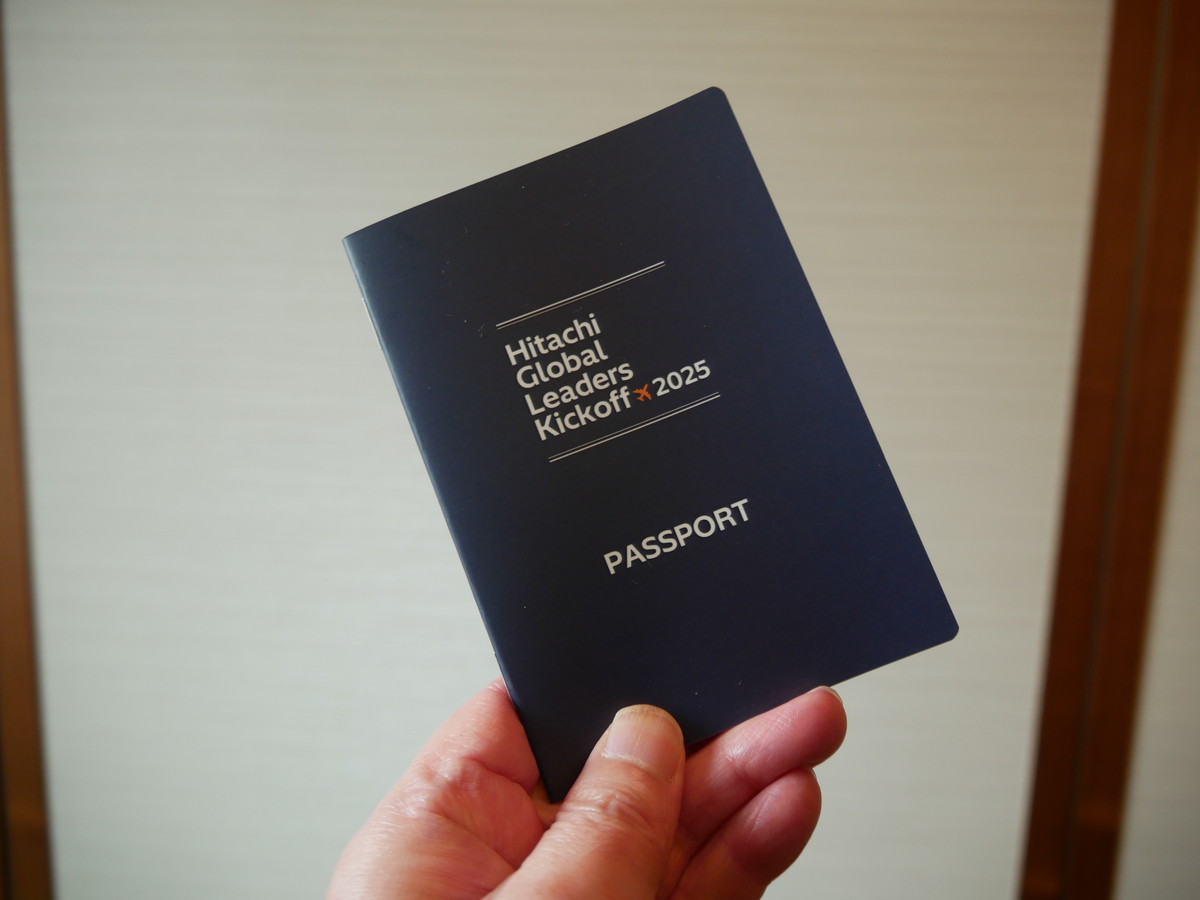 Hitachi
Global
Leaders
Kickoff 2025
PASSPORT